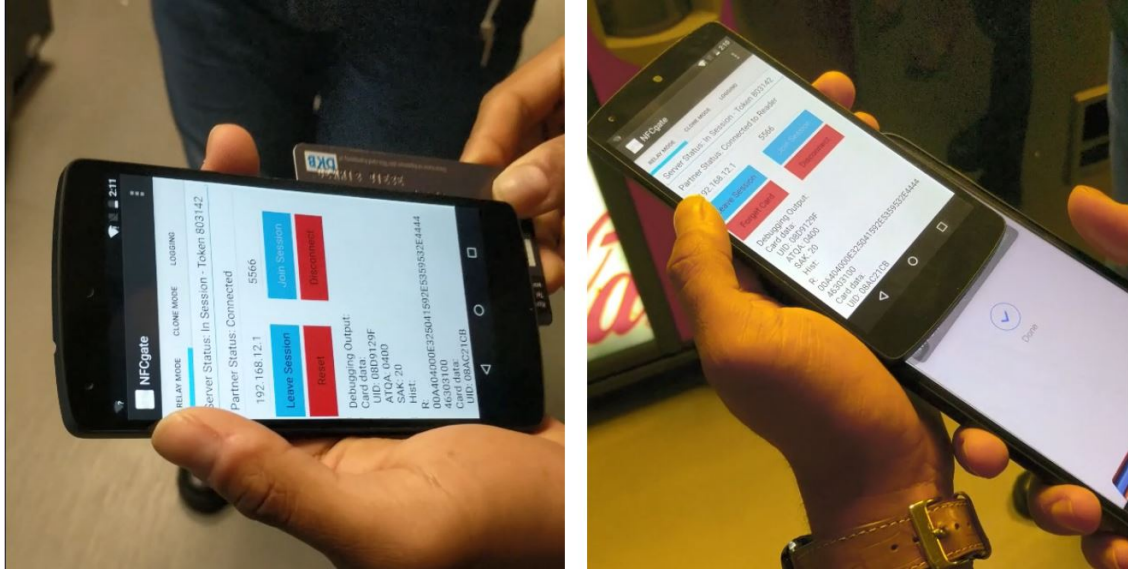 2:11
NFCgate
RELAY MODE CLONE MODE LOGGING
Server Status: In Session - Token 803142
Partner Status: Connected
192.168.12.1 5566
Leave Session Join Session
Reset Disconnect
Debugging Output:
Card data:
UID: 08D9129F
ATQA: 0400
SAK: 20
Hist:
R:
00A404000E325041592E5359532E4444
46303100
Card data:
UID: 08AC21CB
DKB
2:10
NFCgate
RELAY MODE CLONE MODE LOGGING
Server Status: In Session - Token 803142
Partner Status: Connected to Reader
192.168.12.1 5566
Leave Session Join Session
Forget Card Disconnect
Debugging Output:
Card data:
UID: 08D9129F
ATQA: 0400
SAK: 20
Hist:
R:
00A404000E325041592E5359532E4444
46303100
Card data:
UID: 08AC21CB
Done